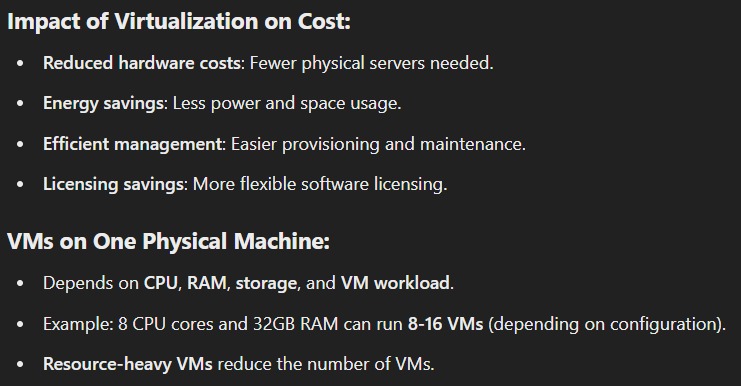 Impact of Virtualization on Cost:
• Reduced hardware costs: Fewer physical servers needed.
• Energy savings: Less power and space usage.
• Efficient management: Easier provisioning and maintenance.
• Licensing savings: More flexible software licensing.
VMs on One Physical Machine:
• Depends on CPU, RAM, storage, and VM workload.
• Example: 8 CPU cores and 32GB RAM can run 8-16 VMs (depending on configuration).
• Resource-heavy VMs reduce the number of VMs.